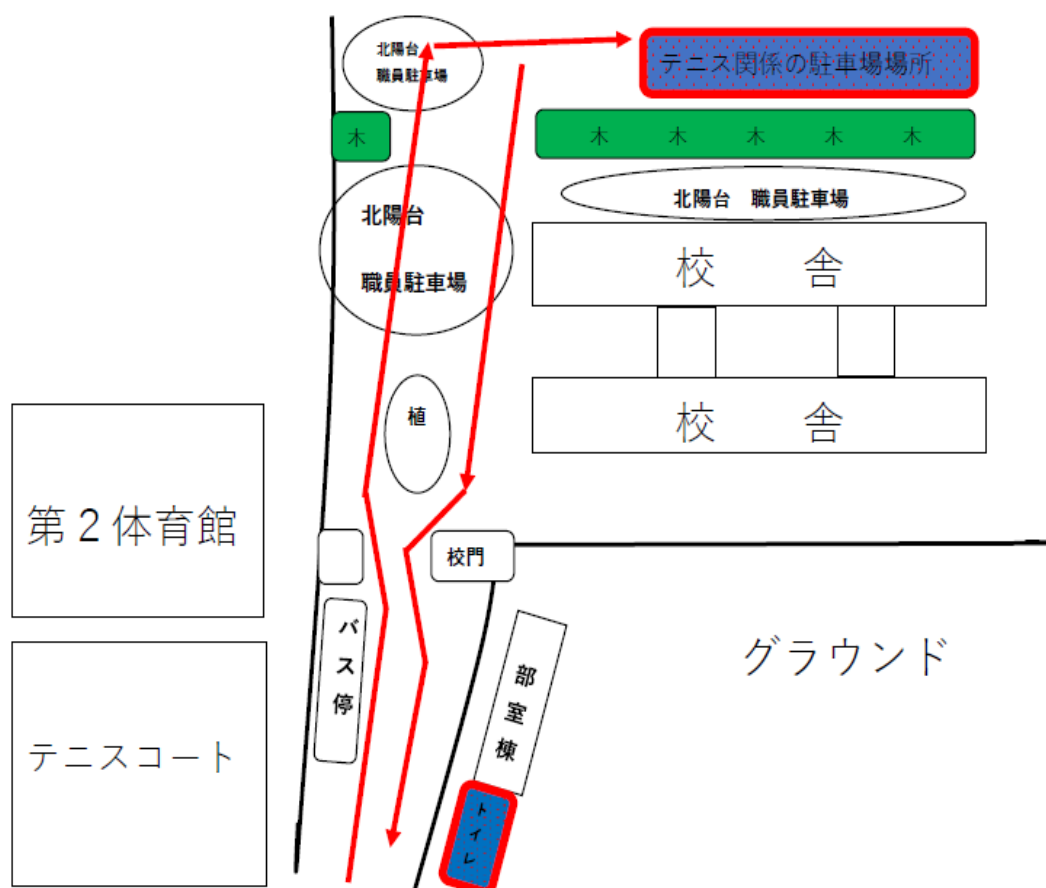 北陽台
職員駐車場
テニス関係の駐車場場所
木
木 木 木 木 木
北陽台 職員駐車場
北陽台
職員駐車場
校 舎
植
校 舎
第2体育館
校門
バス停
部室棟
グラウンド
テニスコート
トイレ